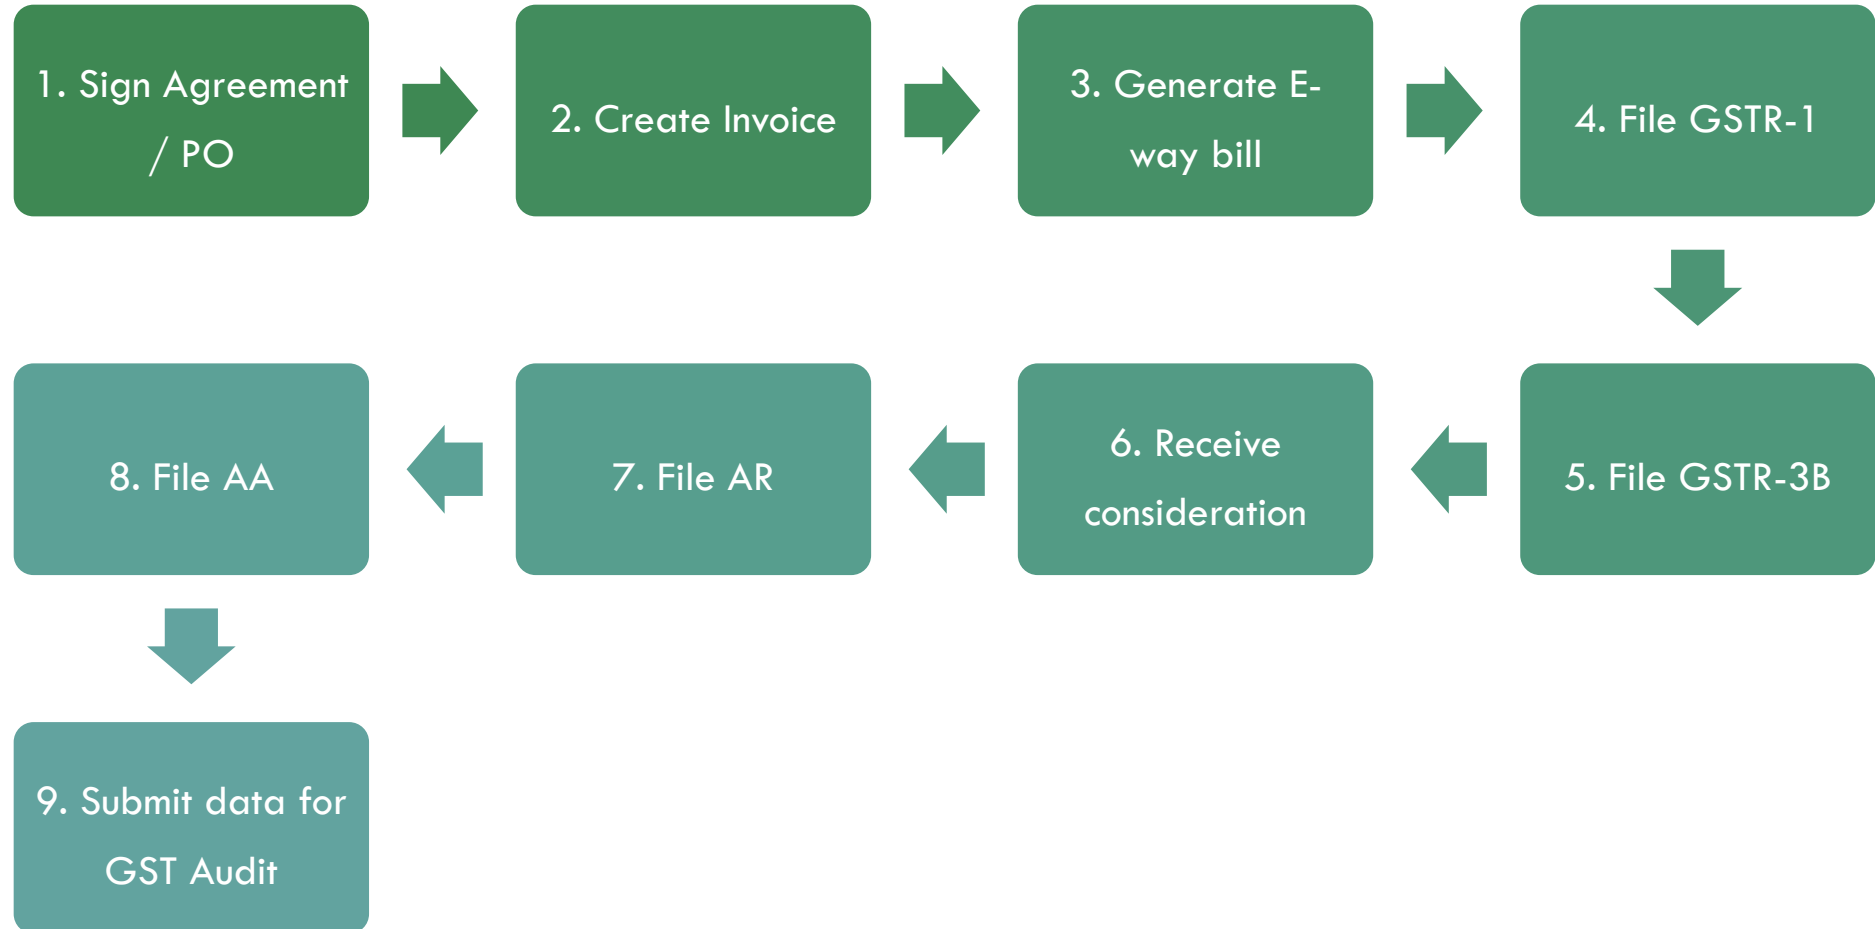 1. Sign Agreement
/ PO
2. Create Invoice
3. Generate E-
way bill
4. File GSTR-1
5. File GSTR-3B
6. Receive
consideration
7. File AR
8. File AA
9. Submit data for
GST Audit